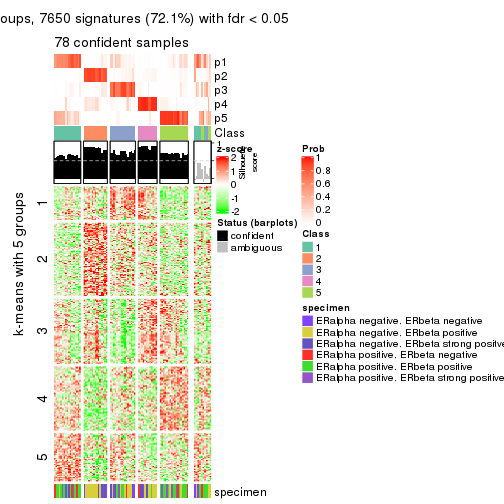 oups, 7650 signatures (72.1%) with fdr < 0.05
78 confident samples
p1
p2
p3
p4
p5
Class
z-score
2
1
0
-1
-2
1
Silhouette
score
Prob
1
0.8
0.6
0.4
0.2
0
Status (barplots)
confident
ambiguous
Class
1
2
3
4
5
specimen
ERalpha negative. ERbeta negative
ERalpha negative. ERbeta positive
ERalpha negative. ERbeta strong positive
ERalpha positive. ERbeta negative
ERalpha positive. ERbeta positive
ERalpha positive. ERbeta strong positive
k-means with 5 groups
1
2
3
4
5
specimen